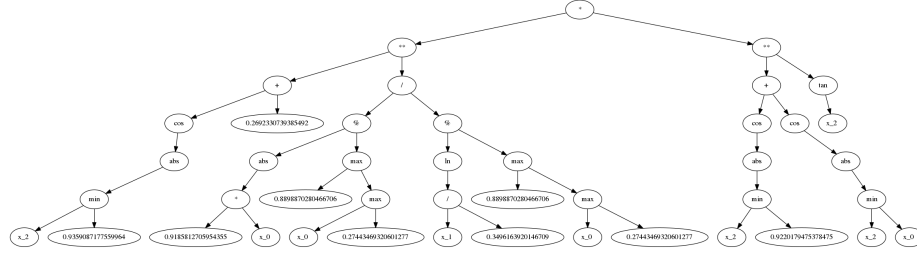 *
** **
+ / + tan
cos 0.2692330739385492 % % cos cos x_2
abs abs max ln max abs abs
min * 0.8898870280466706 max / 0.8898870280466706 max min min
x_2 0.9359087177559964 0.9185812705954355 x_0 x_0 0.27443469320601277 x_1 0.3496163920146709 x_0 0.27443469320601277 x_2 0.9220179475378475 x_2 x_0